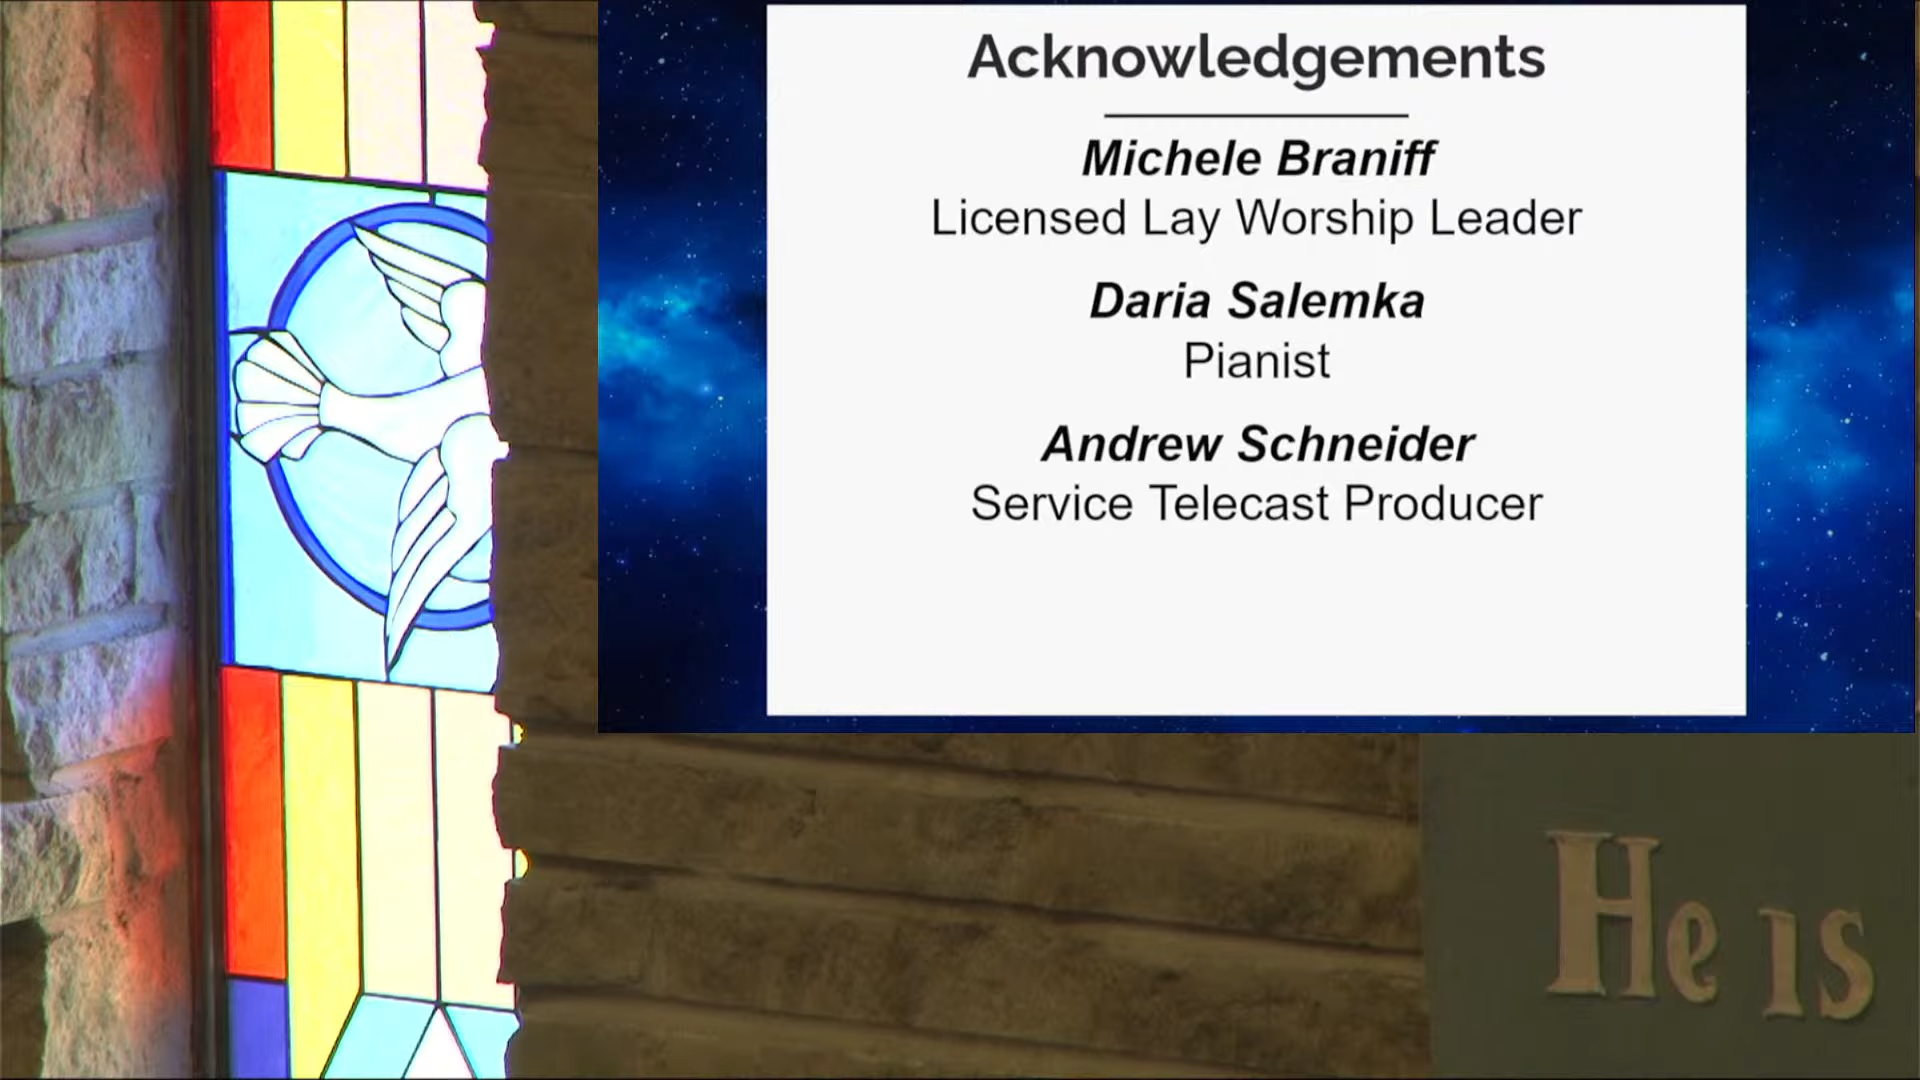 Acknowledgements
Michele Braniff
Licensed Lay Worship Leader
Daria Salemka
Pianist
Andrew Schneider
Service Telecast Producer
He is